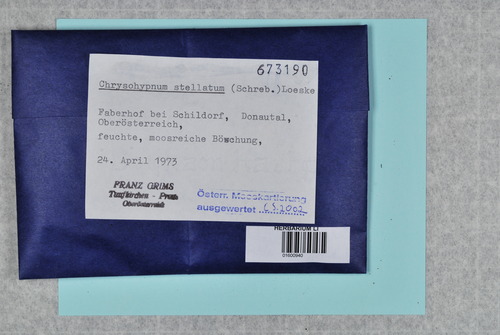 673190
Chrysohypnum stellatum (Schreb.)Loeske
Faberhof bei Schildorf, Donautal,
Oberösterreich,
feuchte, moosreiche Böschung,
24. April 1973
FRANZ GRIMS
Taufkirchen - Pram
Oberösterreich
Österr. Mooskartierung
ausgewertet
HERBARIUM LI
01600940